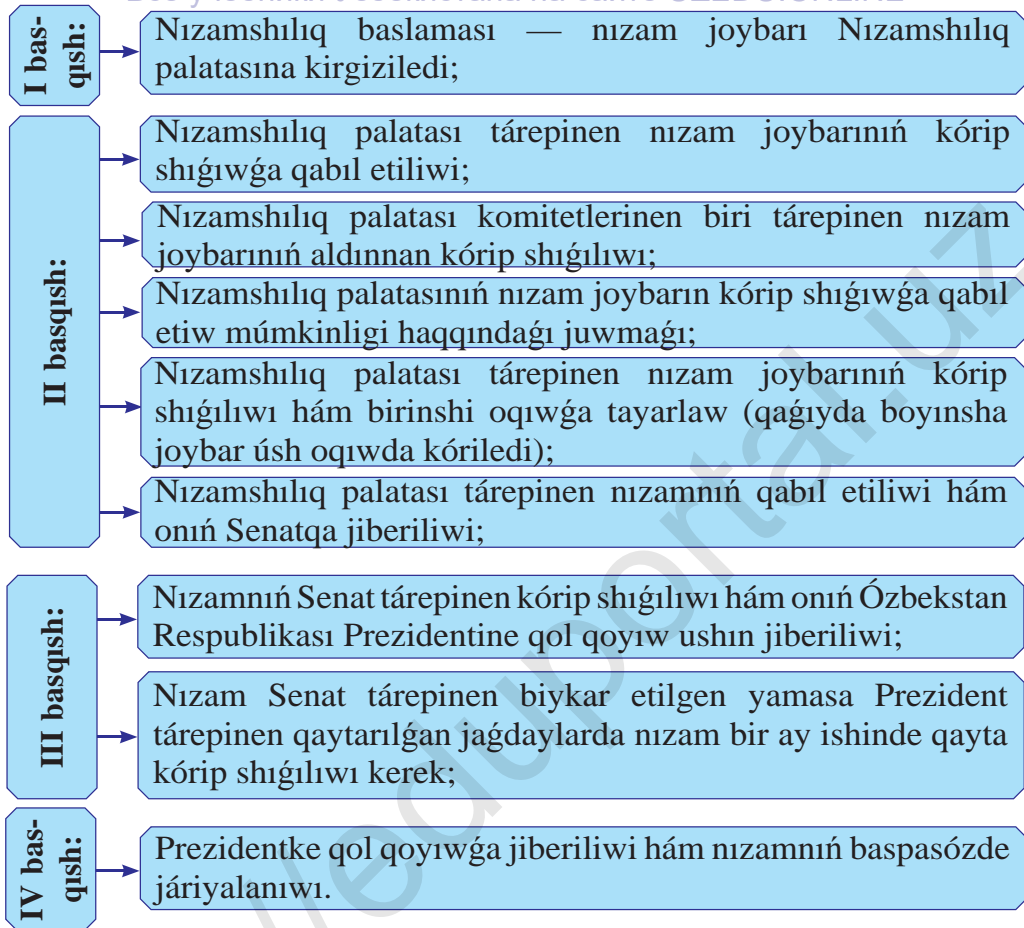 I bas-
qısh:
Nızamshılıq baslaması — nızam joybarı Nızamshılıq
palatasına kirgiziledi;
II basqısh:
Nızamshılıq palatası tárepinen nızam joybarınıń kórip
shıǵıwǵa qabıl etiliwi;
Nızamshılıq palatası komitetlerinen biri tárepinen nızam
joybarınıń aldınnan kórip shıǵılıwı;
Nızamshılıq palatasınıń nızam joybarın kórip shıǵıwǵa qabıl
etiw múmkinligi haqqındaǵı juwmaǵı;
Nızamshılıq palatası tárepinen nızam joybarınıń kórip
shıǵılıwı hám birinshi oqıwǵa tayarlaw (qaǵıyda boyınsha
joybar úsh oqıwda kóriledi);
Nızamshılıq palatası tárepinen nızamnıń qabıl etiliwi hám
onıń Senatqa jiberiliwi;
III basqısh:
Nızamnıń Senat tárepinen kórip shıǵılıwı hám onıń Ózbekstan
Respublikası Prezidentine qol qoyıw ushın jiberiliwi;
Nızam Senat tárepinen biykar etilgen yamasa Prezident
tárepinen qaytarılǵan jaǵdaylarda nızam bir ay ishinde qayta
kórip shıǵılıwı kerek;
IV bas-
qısh:
Prezidentke qol qoyıwǵa jiberiliwi hám nızamnıń baspasózde
járiyalanıwı.
//eduportal.uz